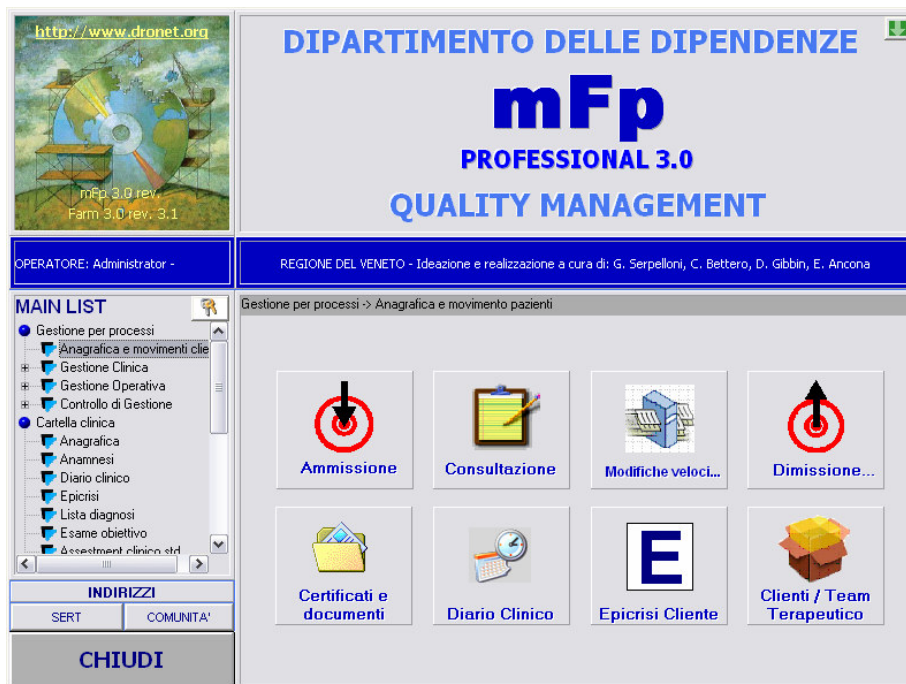 http://www.dronet.org
mFp 3.0 rev.
Farm 3.0 rev. 3.1
DIPARTIMENTO DELLE DIPENDENZE
mFp
PROFESSIONAL 3.0
QUALITY MANAGEMENT
OPERATORE: Administrator -
REGIONE DEL VENETO - Ideazione e realizzazione a cura di: G. Serpelloni, C. Bettero, D. Gibbin, E. Ancona
MAIN LIST
Gestione per processi
Anagrafica e movimenti clie
Gestione Clinica
Gestione Operativa
Controllo di Gestione
Cartella clinica
Anagrafica
Anamnesi
Diario clinico
Epicrisi
Lista diagnosi
Esame obiettivo
Assestment clinico std
INDIRIZZI
SERT
COMUNITA'
CHIUDI
Gestione per processi -> Anagrafica e movimento pazienti
Ammissione
Consultazione
Modifiche veloci...
Dimissione...
Certificati e
documenti
Diario Clinico
E
Epicrisi Cliente
Clienti / Team
Terapeutico